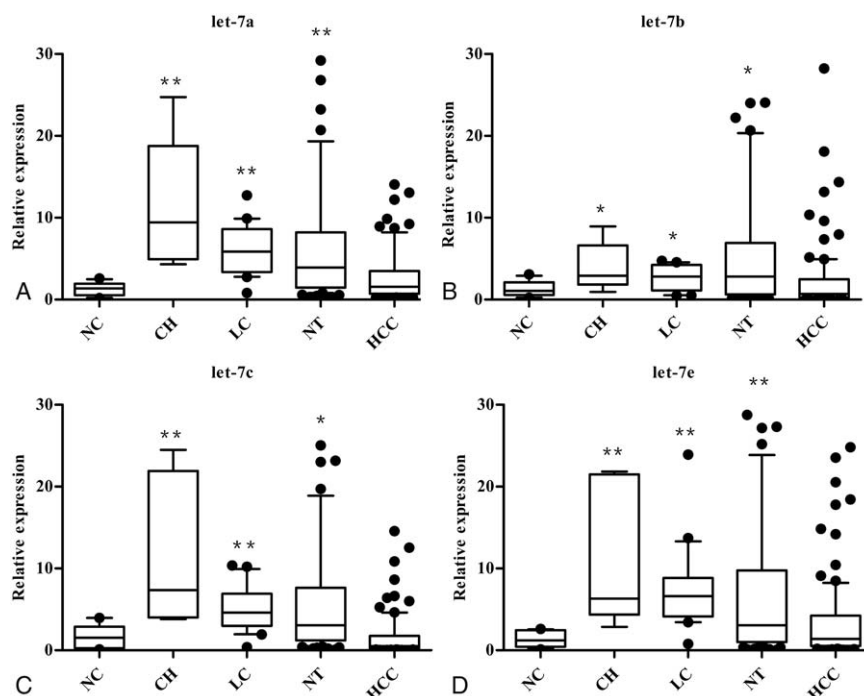 let-7a
**
**
**
Relative expression
30
20
10
0
A
NC
CH
LC
NT
HCC
let-7b
*
*
*
Relative expression
30
20
10
0
B
NC
CH
LC
NT
HCC
let-7c
**
**
*
Relative expression
30
20
10
0
C
NC
CH
LC
NT
HCC
let-7e
**
**
**
Relative expression
30
20
10
0
D
NC
CH
LC
NT
HCC